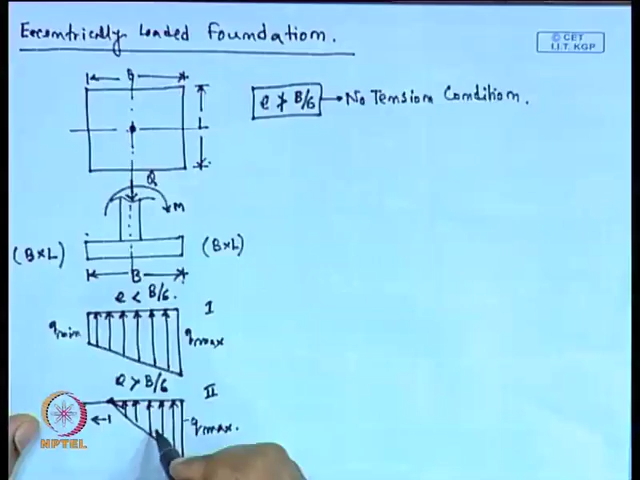 Eccentrically Loaded Foundation.
© CET
I.I.T. KGP
B
e ≯ B/6 → No Tension Condition.
L
Q
M
(B×L)
(B×L)
B
e < B/6.
I
qmin
qmax
e > B/6
II
qmax.
NPTEL